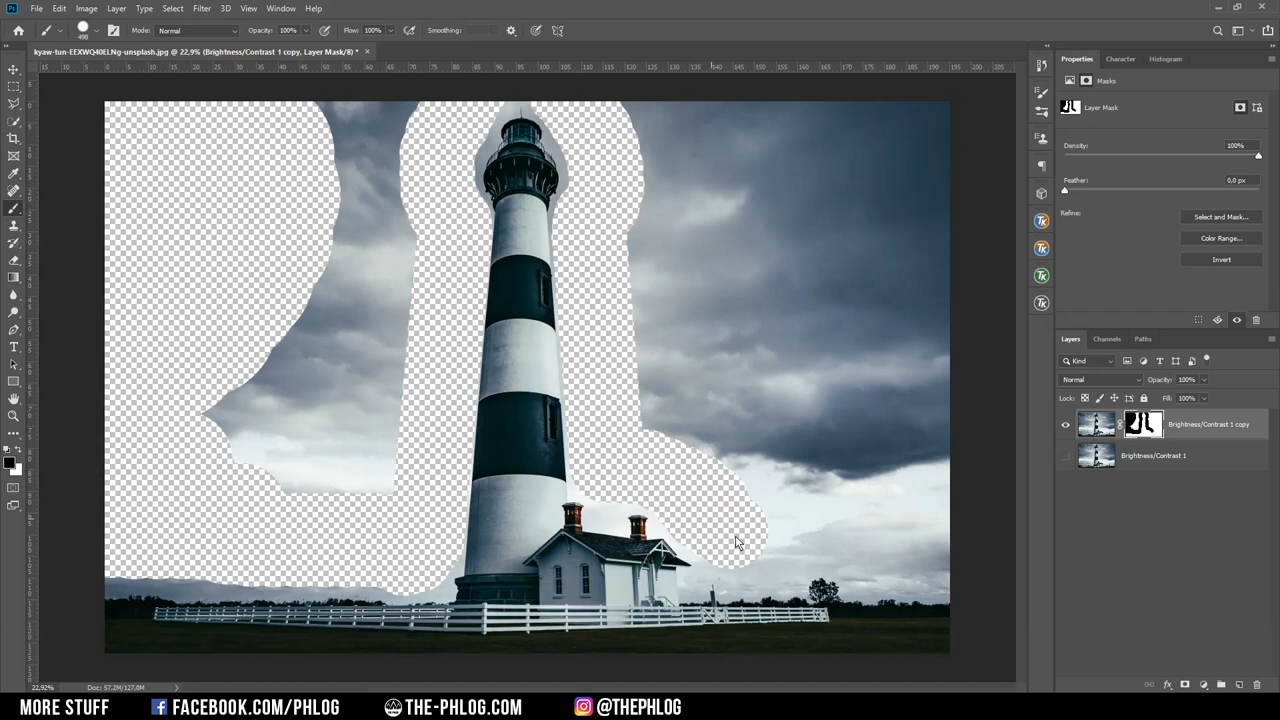 File Edit Image Layer Type Select Filter 3D View Window Help
498 Mode: Normal Opacity: 100% Flow: 100% Smoothing:
kyaw-tun-EEXWQ40ELNg-unsplash.jpg @ 22,9% (Brightness/Contrast 1 copy, Layer Mask/8) *
Properties Character Histogram
Masks
Layer Mask
Density: 100%
Feather: 0,0 px
Refine: Select and Mask...
Color Range...
Invert
Layers Channels Paths
Kind
Normal Opacity: 100%
Lock: Fill: 100%
Brightness/Contrast 1 copy
Brightness/Contrast 1
22,92% Doc: 57,2M/127,0M
MORE STUFF FACEBOOK.COM/PHLOG THE-PHLOG.COM @THEPHLOG